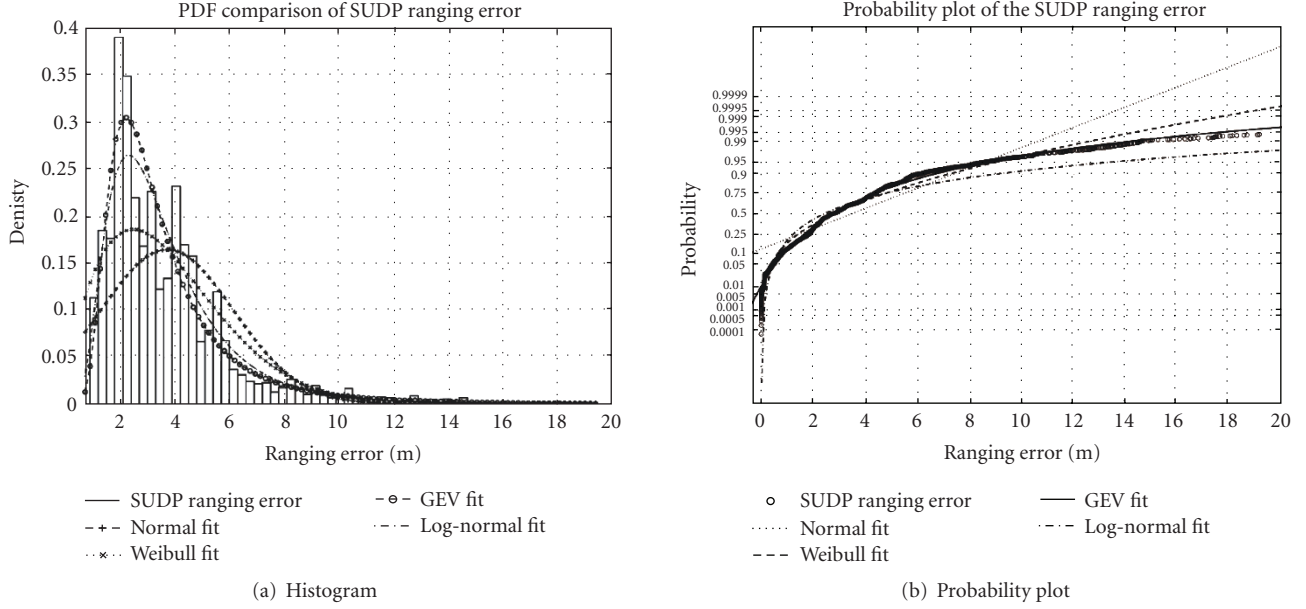 PDF comparison of SUDP ranging error
0.4
0.35
0.3
0.25
0.2
0.15
0.1
0.05
0
Denisty
2 4 6 8 10 12 14 16 18 20
Ranging error (m)
SUDP ranging error
Normal fit
Weibull fit
GEV fit
Log-normal fit
(a) Histogram
Probability plot of the SUDP ranging error
0.9999
0.9995
0.999
0.995
0.99
0.95
0.9
0.75
0.5
0.25
0.1
0.05
0.01
0.005
0.001
0.0005
0.0001
Probability
0 2 4 6 8 10 12 14 16 18 20
Ranging error (m)
SUDP ranging error
Normal fit
Weibull fit
GEV fit
Log-normal fit
(b) Probability plot